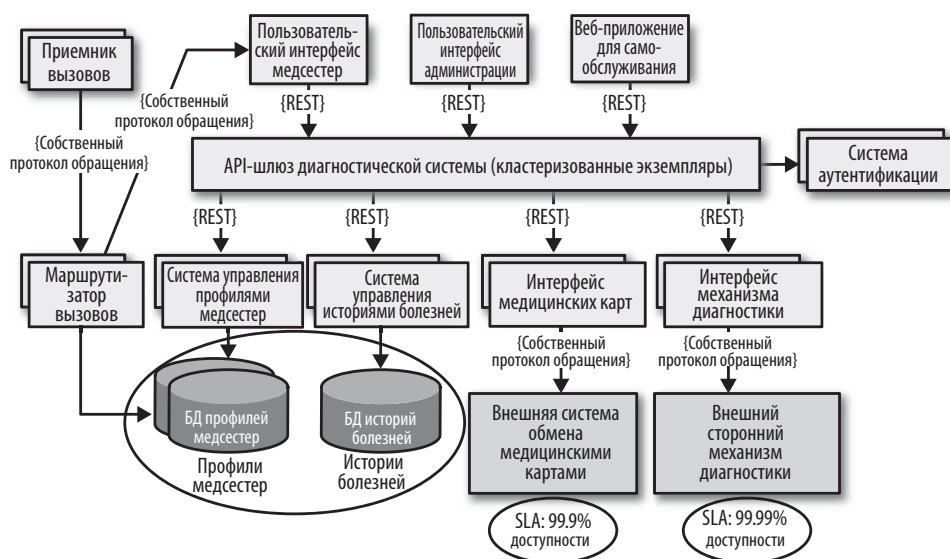 Приемник
вызовов
Пользователь-
ский интерфейс
медсестер
Пользовательский
интерфейс
администрации
Веб-приложение
для само-
обслуживания
{Собственный
протокол обращения}
{Собственный
протокол обращения}
{REST}
{REST}
{REST}
API-шлюз диагностической системы (кластеризованные экземпляры)
Система
аутентификации
{REST}
{REST}
{REST}
{REST}
Маршрути-
затор
вызовов
Система управления
профилями
медсестер
Система
управления
историями болезней
Интерфейс
медицинских карт
Интерфейс
механизма
диагностики
{Собственный
протокол обращения}
{Собственный
протокол обращения}
БД профилей
медсестер
БД историй
болезней
Профили
медсестер
Истории
болезней
Внешняя система
обмена
медицинскими
картами
Внешний
сторонний
механизм
диагностики
SLA: 99.9%
доступности
SLA: 99.99%
доступности